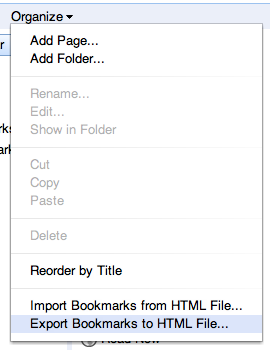 Organize
Add Page...
Add Folder...
Rename...
Edit...
Show in Folder
Cut
Copy
Paste
Delete
Reorder by Title
Import Bookmarks from HTML File...
Export Bookmarks to HTML File...